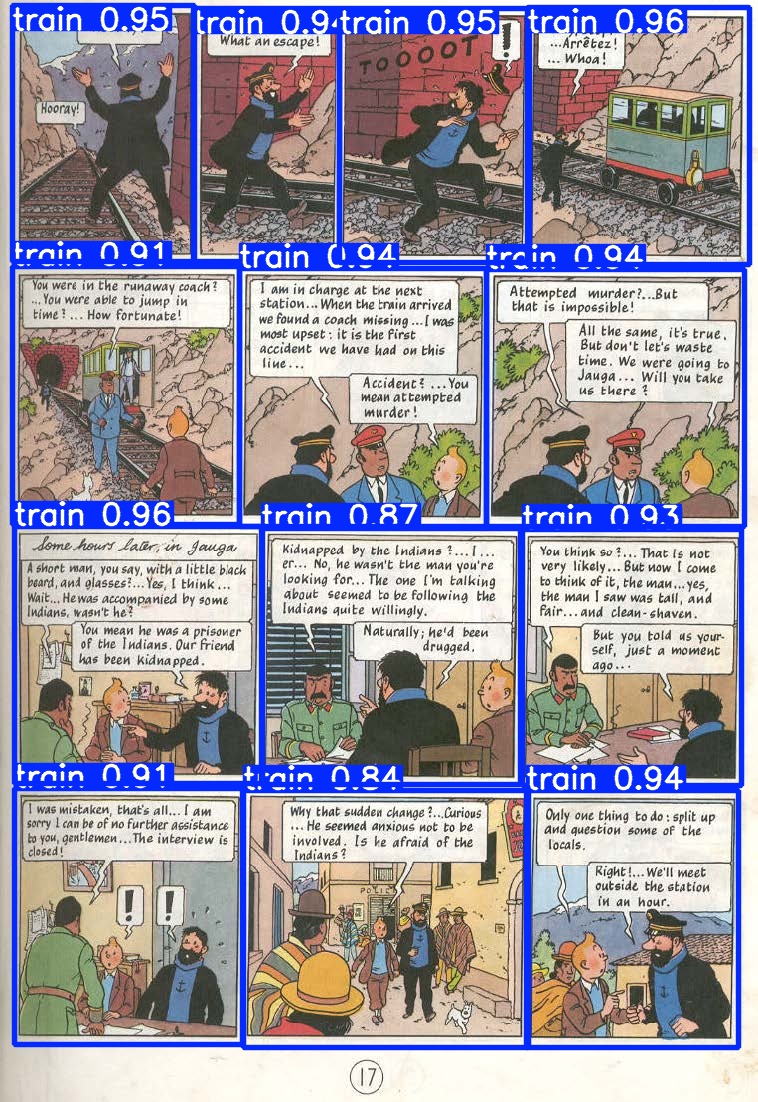 train 0.95
Hooray!
train 0.9
What an escape!
train 0.95
TOOOOT
!
train 0.96
...Arrêtez!
... Whoa!
train 0.91
You were in the runaway coach?
... You were able to jump in
time? ... How fortunate!
train 0.94
I am in charge at the next
station... When the train arrived
we found a coach missing ... I was
most upset: it is the first
accident we have had on this
line ...
Accident? ... You
mean attempted
murder!
train 0.94
Attempted murder?... But
that is impossible!
All the same, it's true.
But don't let's waste
time. We were going to
Jauga... Will you take
us there?
train 0.96
Some hours later, in Jauga
A short man, you say, with a little black
beard, and glasses?... Yes, I think ...
Wait... He was accompanied by some
Indians, wasn't he?
You mean he was a prisoner
of the Indians. Our friend
has been kidnapped.
train 0.87
Kidnapped by the Indians?... I...
er... No, he wasn't the man you're
looking for... The one I'm talking
about seemed to be following the
Indians quite willingly.
Naturally; he'd been
drugged.
train 0.93
You think so?... That is not
very likely... But now I come
to think of it, the man...yes,
the man I saw was tall, and
fair... and clean-shaven.
But you told us your-
self, just a moment
ago...
train 0.91
I was mistaken, that's all... I am
sorry I can be of no further assistance
to you, gentlemen... The interview is
closed!
!
!
train 0.84
Why that sudden change?...Curious
... He seemed anxious not to be
involved. Is he afraid of the
Indians?
POLICIA
train 0.94
Only one thing to do: split up
and question some of the
locals.
Right!... We'll meet
outside the station
in an hour.
17